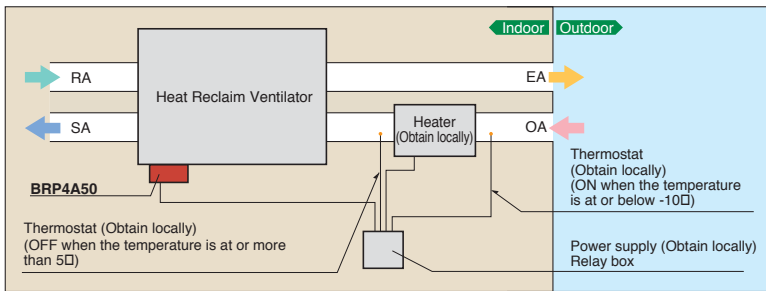 Indoor Outdoor
RA
EA
Heat Reclaim Ventilator
SA
Heater
(Obtain locally)
OA
BRP4A50
Thermostat
(Obtain locally)
(ON when the temperature
is at or below -10□)
Thermostat (Obtain locally)
(OFF when the temperature is at or more
than 5□)
Power supply (Obtain locally)
Relay box